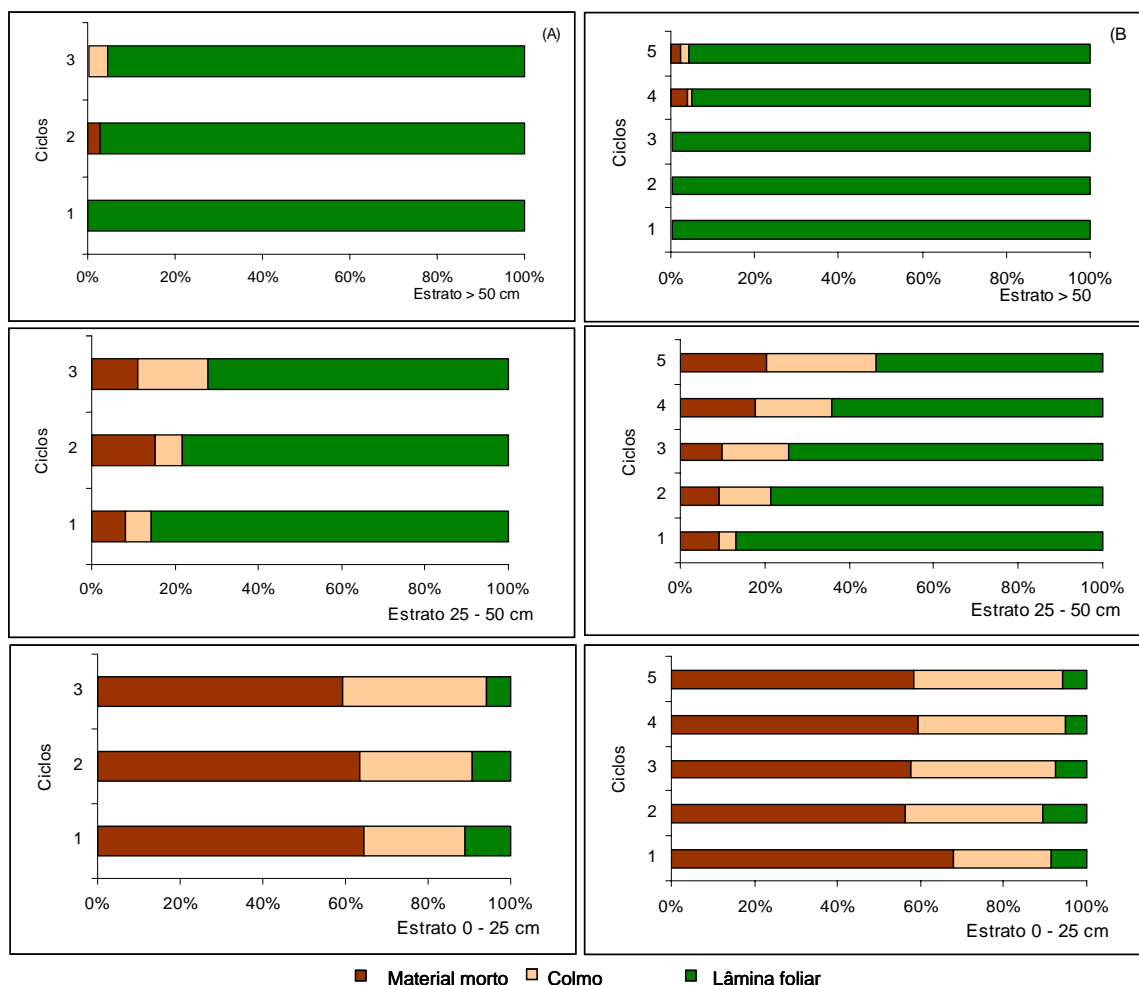 (A)
Ciclos
3
2
1
0% 20% 40% 60% 80% 100%
Estrato > 50 cm
(B
Ciclos
5
4
3
2
1
0% 20% 40% 60% 80% 100%
Estrato > 50
Ciclos
3
2
1
0% 20% 40% 60% 80% 100%
Estrato 25 - 50 cm
Ciclos
5
4
3
2
1
0% 20% 40% 60% 80% 100%
Estrato 25 - 50 cm
Ciclos
3
2
1
0% 20% 40% 60% 80% 100%
Estrato 0 - 25 cm
Ciclos
5
4
3
2
1
0% 20% 40% 60% 80% 100%
Estrato 0 - 25 cm
Material morto Colmo Lâmina foliar